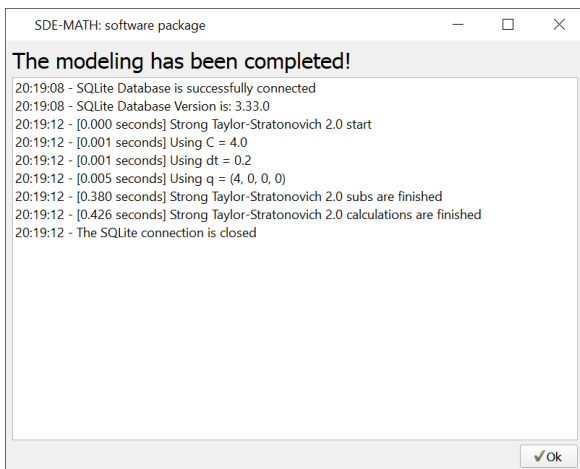 SDE-MATH: software package
The modeling has been completed!
20:19:08 - SQLite Database is successfully connected
20:19:08 - SQLite Database Version is: 3.33.0
20:19:12 - [0.000 seconds] Strong Taylor-Stratonovich 2.0 start
20:19:12 - [0.001 seconds] Using C = 4.0
20:19:12 - [0.001 seconds] Using dt = 0.2
20:19:12 - [0.005 seconds] Using q = (4, 0, 0, 0)
20:19:12 - [0.380 seconds] Strong Taylor-Stratonovich 2.0 subs are finished
20:19:12 - [0.426 seconds] Strong Taylor-Stratonovich 2.0 calculations are finished
20:19:12 - The SQLite connection is closed
Ok